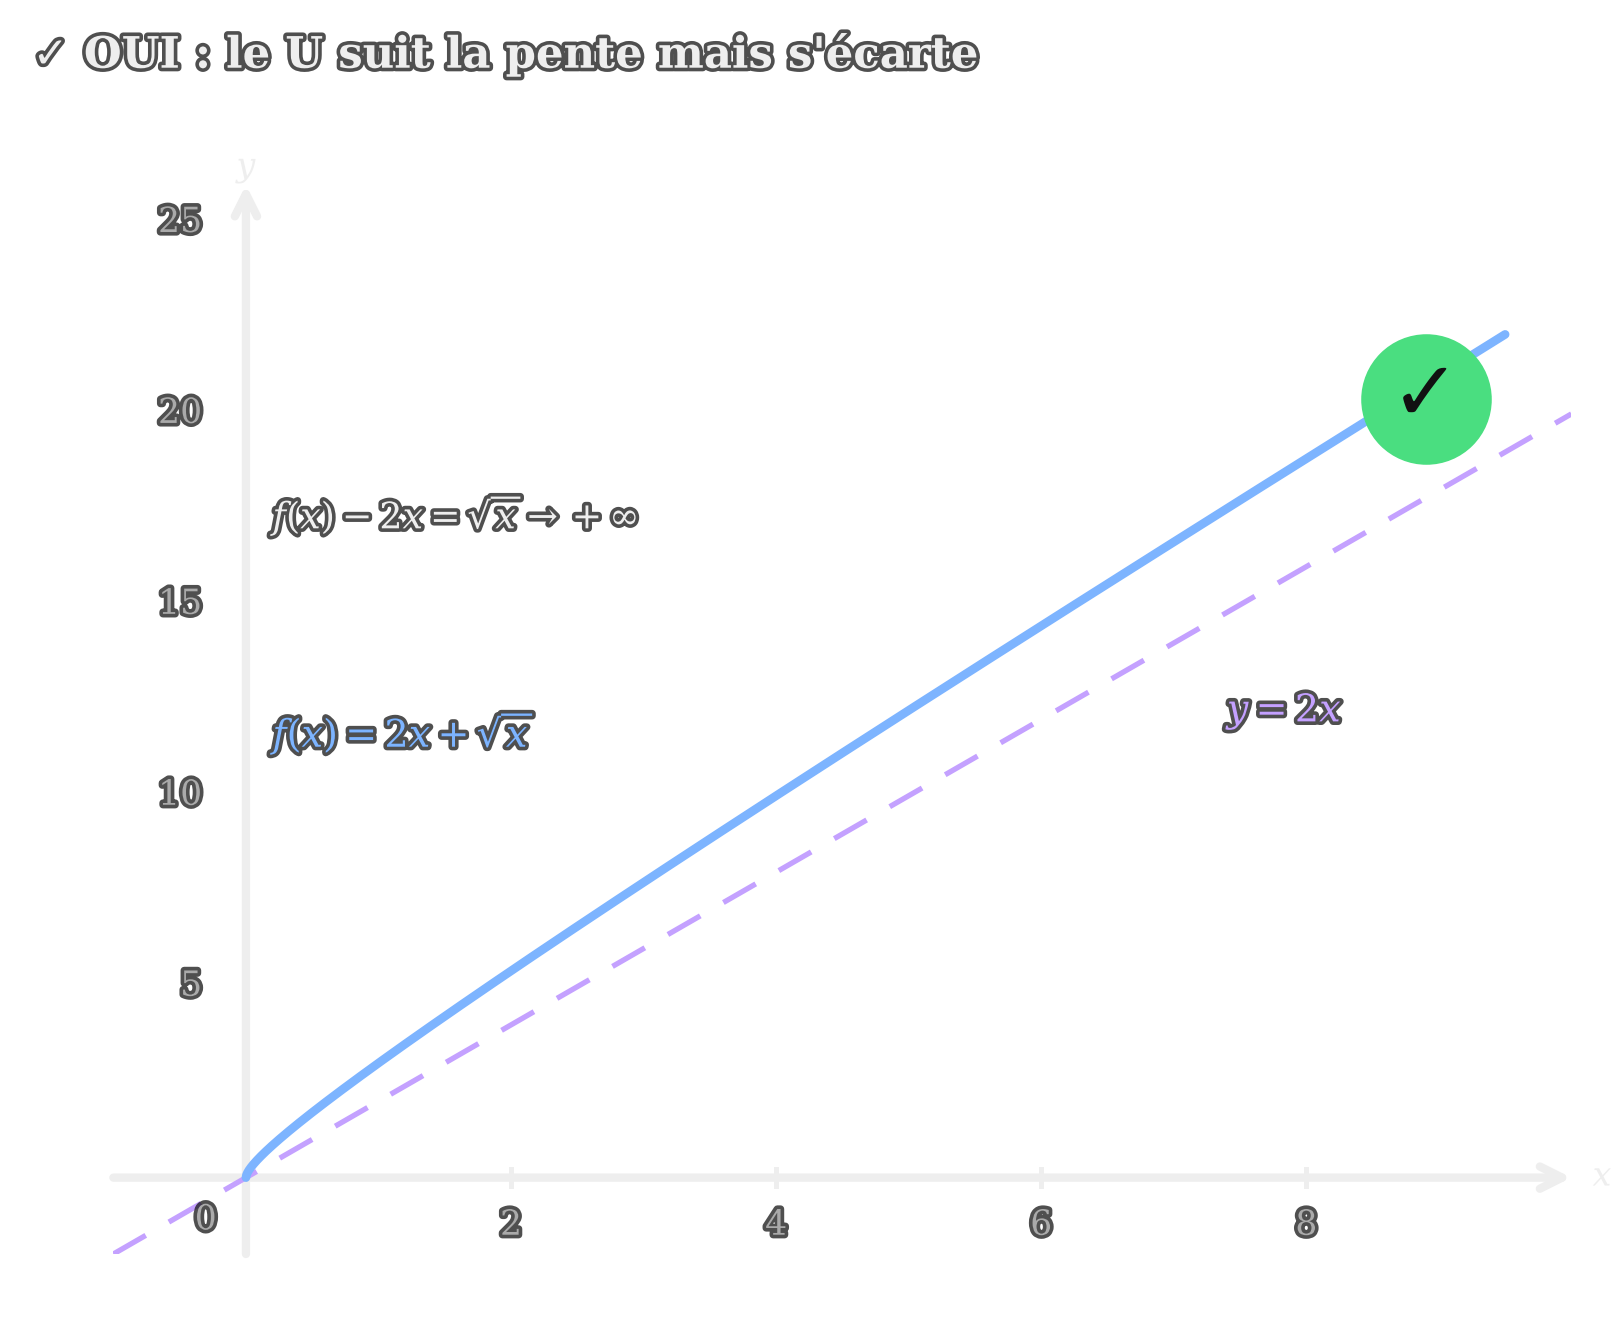 ✓ OUI : le U suit la pente mais s'écarte
y
25
20
f(x) − 2x = √x → + ∞
15
f(x) = 2x + √x
y = 2x
10
5
0
2 4 6 8
x
✓